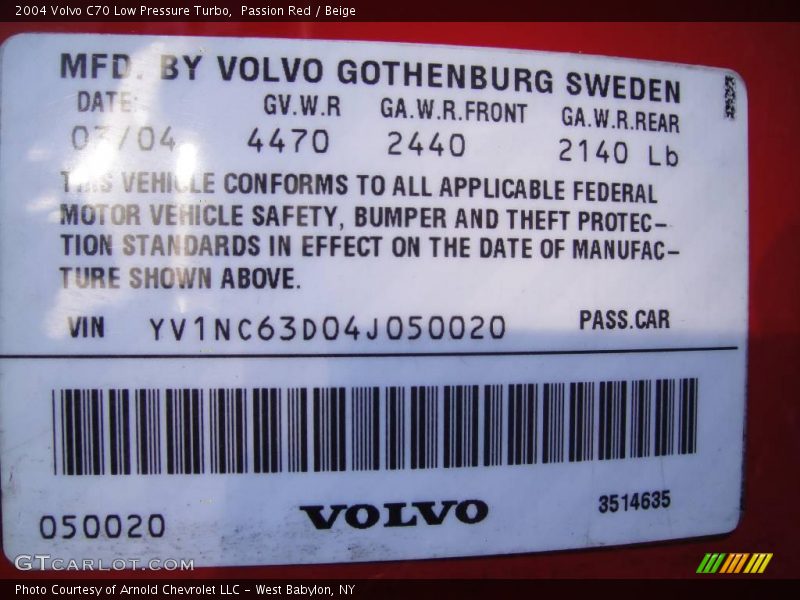 2004 Volvo C70 Low Pressure Turbo,  Passion Red / Beige
MFD. BY VOLVO GOTHENBURG SWEDEN
DATE: GV.W.R GA.W.R.FRONT GA.W.R.REAR
03/04 4470 2440 2140 Lb
THIS VEHICLE CONFORMS TO ALL APPLICABLE FEDERAL
MOTOR VEHICLE SAFETY, BUMPER AND THEFT PROTEC-
TION STANDARDS IN EFFECT ON THE DATE OF MANUFAC-
TURE SHOWN ABOVE.
VIN YV1NC63D04J050020 PASS.CAR
050020 VOLVO 3514635
GTCARLOT.COM
Photo Courtesy of Arnold Chevrolet LLC - West Babylon, NY